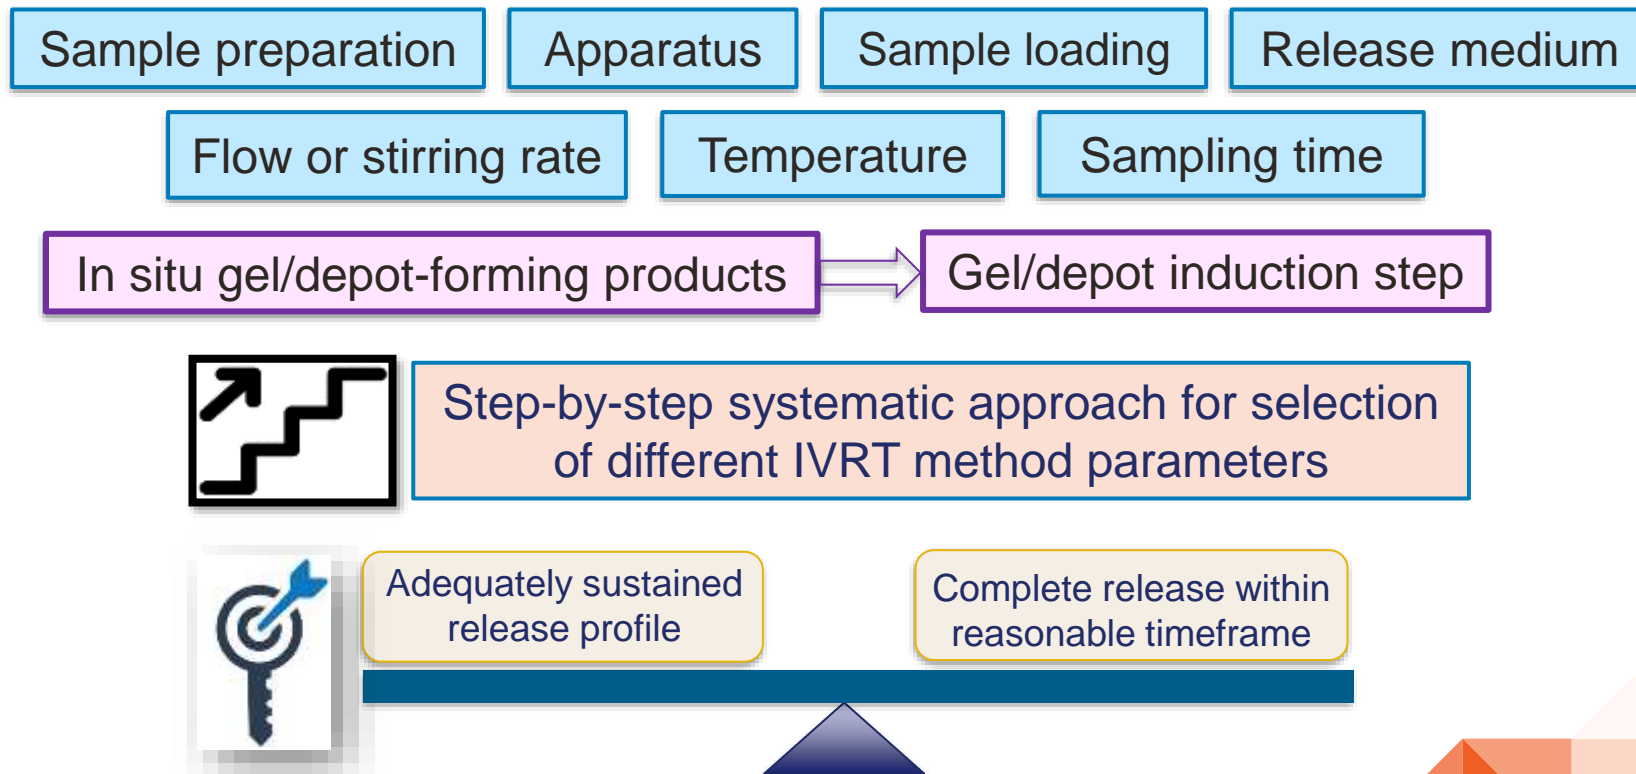 Sample preparation
Apparatus
Sample loading
Release medium
Flow or stirring rate
Temperature
Sampling time
In situ gel/depot-forming products
Gel/depot induction step
Step-by-step systematic approach for selection
of different IVRT method parameters
Adequately sustained
release profile
Complete release within
reasonable timeframe